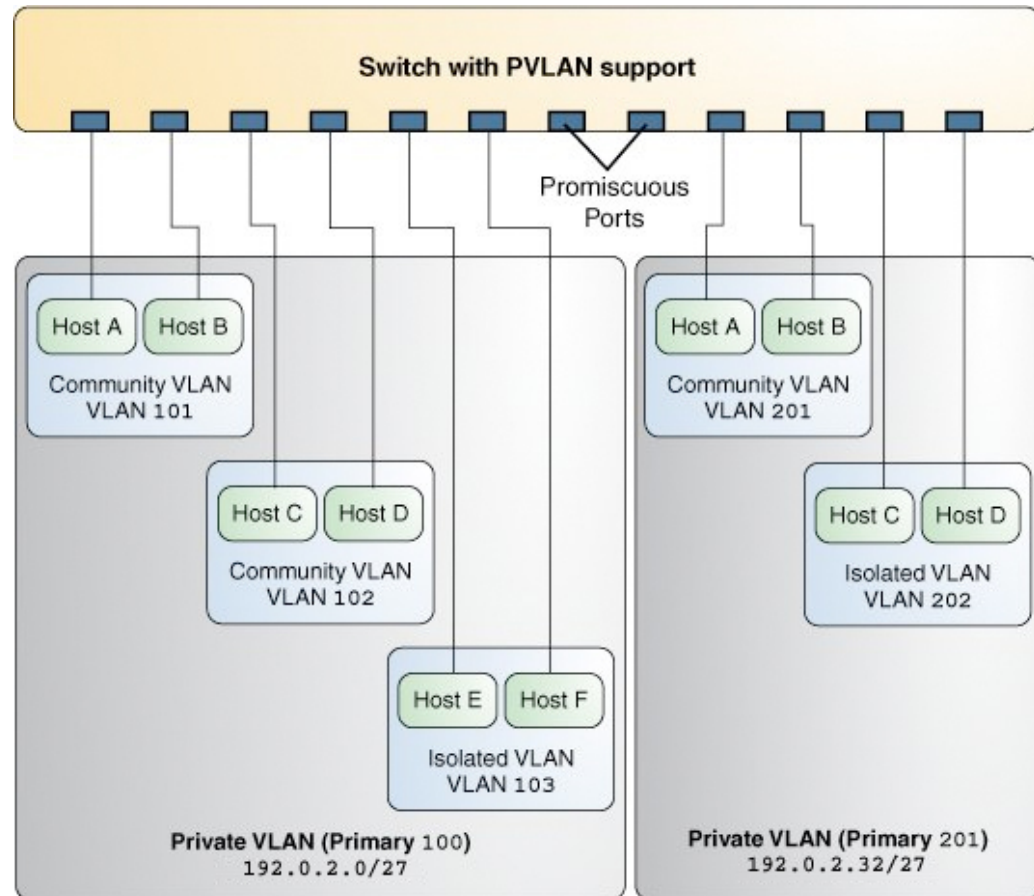 Switch with PVLAN support
Promiscuous
Ports
Host A
Host B
Community VLAN
VLAN 101
Host C
Host D
Community VLAN
VLAN 102
Host E
Host F
Isolated VLAN
VLAN 103
Private VLAN (Primary 100)
192.0.2.0/27
Host A
Host B
Community VLAN
VLAN 201
Host C
Host D
Isolated VLAN
VLAN 202
Private VLAN (Primary 201)
192.0.2.32/27